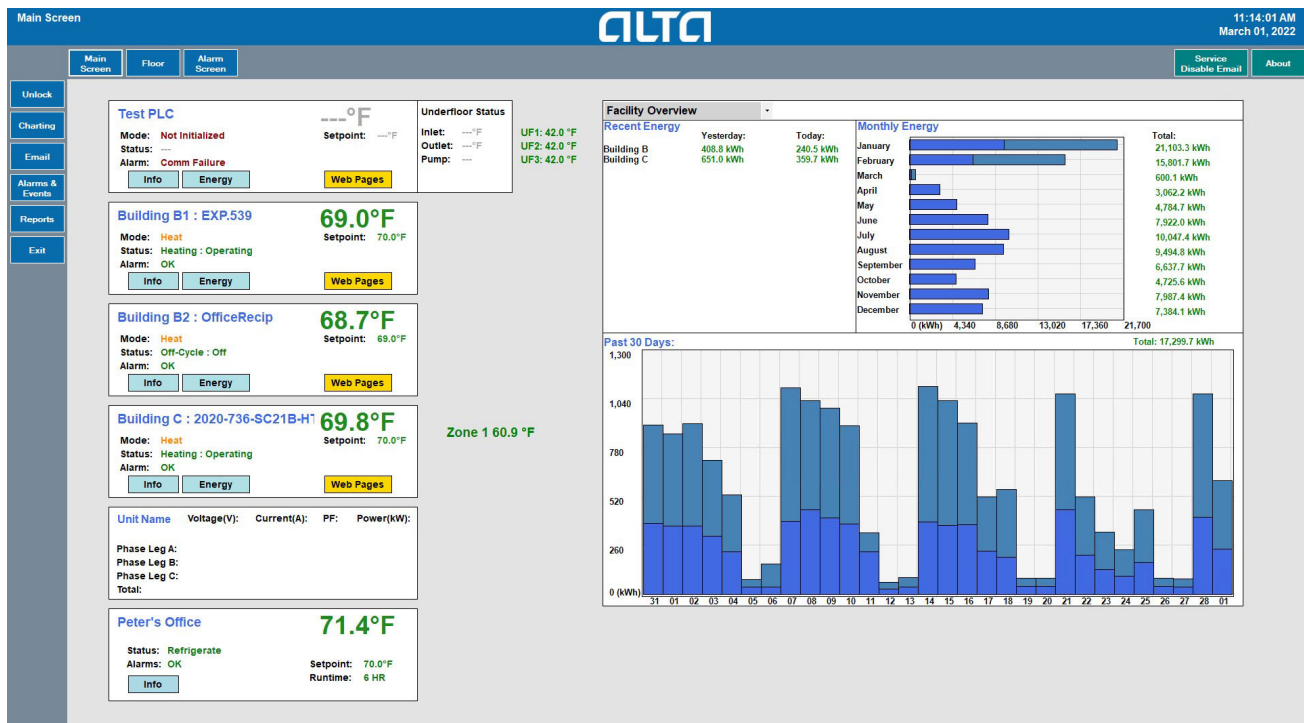 Main Screen
ALTA
11:14:01 AM
March 01, 2022
Main Screen
Floor
Alarm Screen
Service Disable Email
About
Unlock
Charting
Email
Alarms & Events
Reports
Exit
Test PLC
---°F
Mode: Not Initialized
Setpoint: ---°F
Status: ---
Alarm: Comm Failure
Info
Energy
Web Pages
Underfloor Status
Inlet: ---°F
Outlet: ---°F
Pump: ---
UF1: 42.0 °F
UF2: 42.0 °F
UF3: 42.0 °F
Building B1 : EXP.539
69.0°F
Mode: Heat
Setpoint: 70.0°F
Status: Heating : Operating
Alarm: OK
Info
Energy
Web Pages
Building B2 : OfficeRecip
68.7°F
Mode: Heat
Setpoint: 69.0°F
Status: Off-Cycle : Off
Alarm: OK
Info
Energy
Web Pages
Building C : 2020-736-SC21B-HT
69.8°F
Mode: Heat
Setpoint: 70.0°F
Status: Heating : Operating
Alarm: OK
Info
Energy
Web Pages
Zone 1 60.9 °F
Unit Name Voltage(V): Current(A): PF: Power(kW):
Phase Leg A:
Phase Leg B:
Phase Leg C:
Total:
Peter's Office
71.4°F
Status: Refrigerate
Alarms: OK
Setpoint: 70.0°F
Runtime: 6 HR
Info
Facility Overview
Recent Energy
Yesterday: Today:
Building B 408.8 kWh 240.5 kWh
Building C 651.0 kWh 359.7 kWh
Monthly Energy
Total:
January 21,103.3 kWh
February 15,801.7 kWh
March 600.1 kWh
April 3,062.2 kWh
May 4,784.7 kWh
June 7,922.0 kWh
July 10,047.4 kWh
August 9,494.8 kWh
September 6,637.7 kWh
October 4,725.6 kWh
November 7,987.4 kWh
December 7,384.1 kWh
0 (kWh) 4,340 8,680 13,020 17,360 21,700
Past 30 Days:
Total: 17,299.7 kWh
1,300
1,040
780
520
260
0 (kWh)
31 01 02 03 04 05 06 07 08 09 10 11 12 13 14 15 16 17 18 19 20 21 22 23 24 25 26 27 28 01